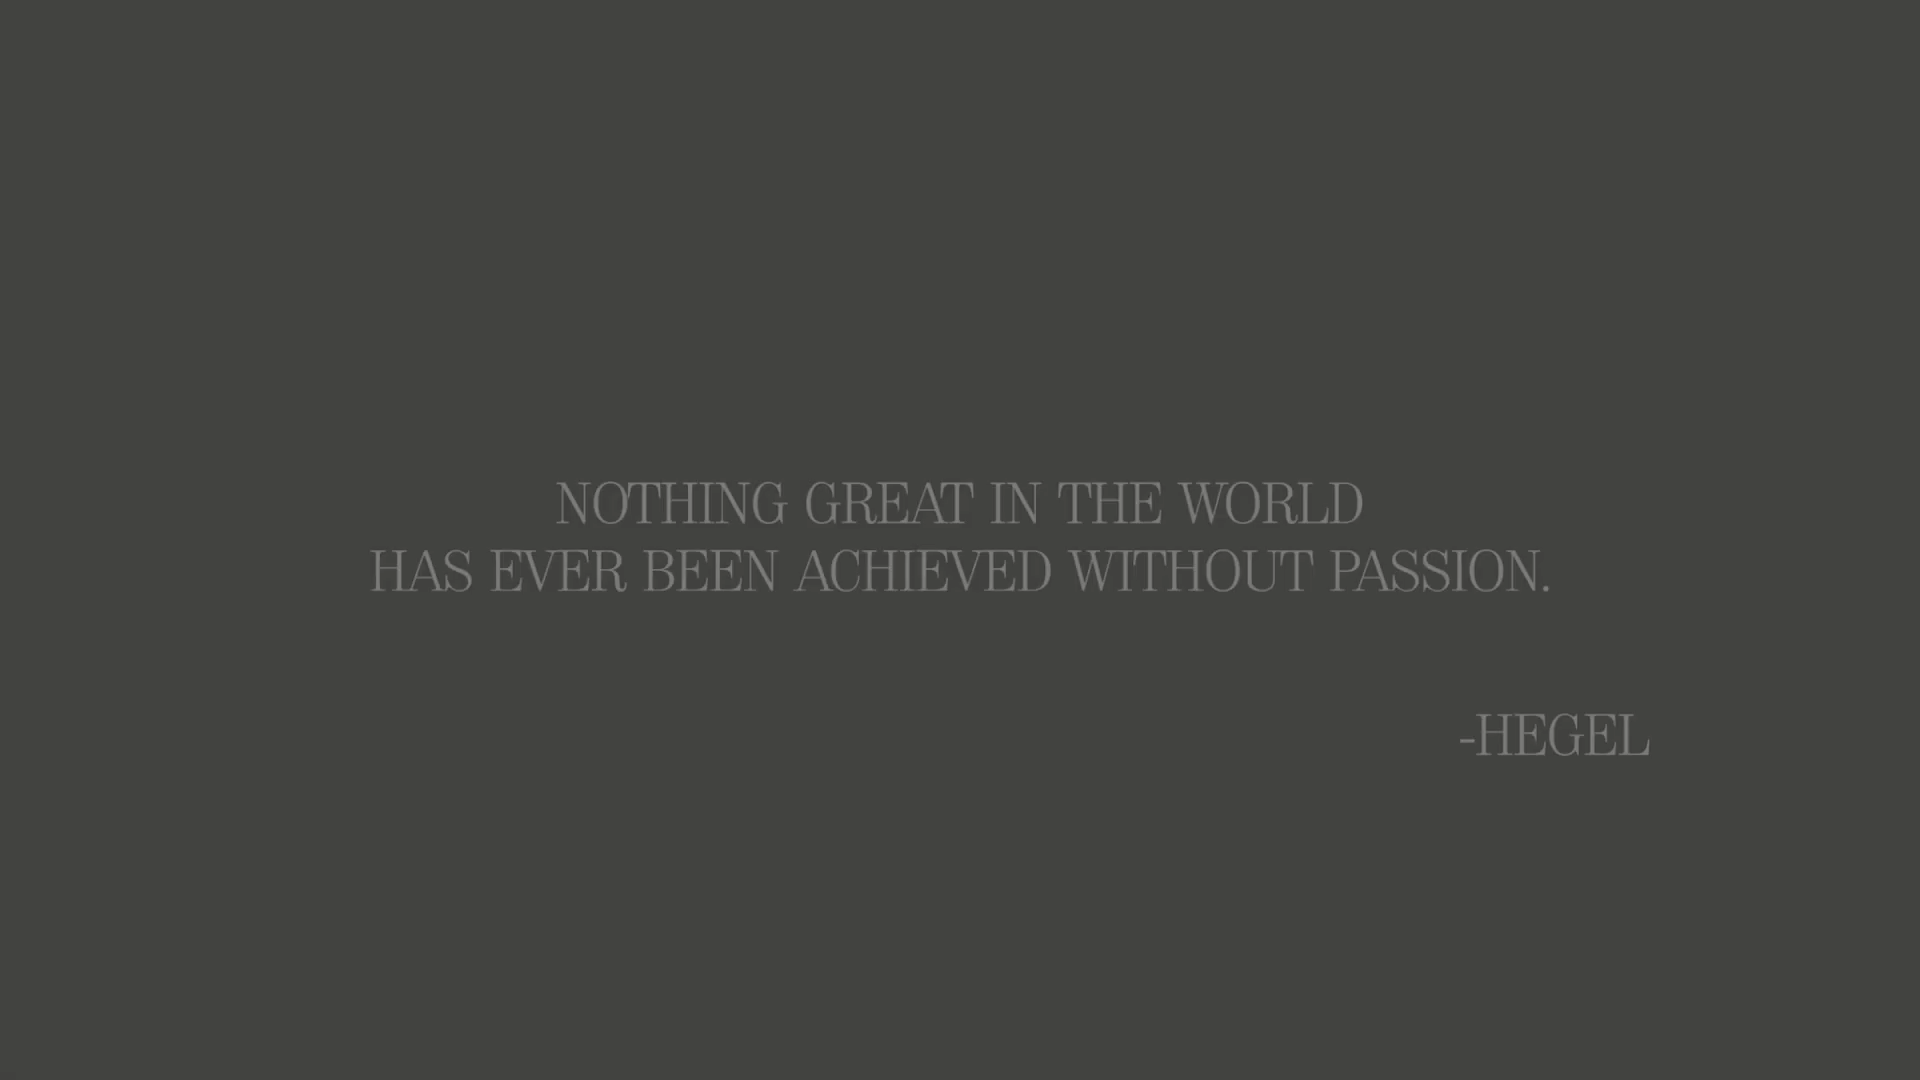 NOTHING GREAT IN THE WORLD
HAS EVER BEEN ACHIEVED WITHOUT PASSION.
-HEGEL